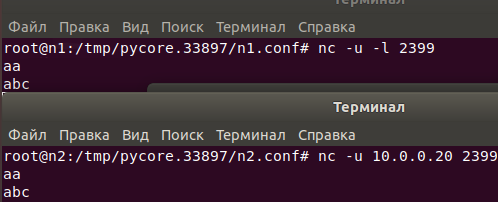 Терминал
Файл Правка Вид Поиск Терминал Справка
root@n1:/tmp/pycore.33897/n1.conf# nc -u -l 2399
aa
abc
Терминал
Файл Правка Вид Поиск Терминал Справка
root@n2:/tmp/pycore.33897/n2.conf# nc -u 10.0.0.20 2399
aa
abc